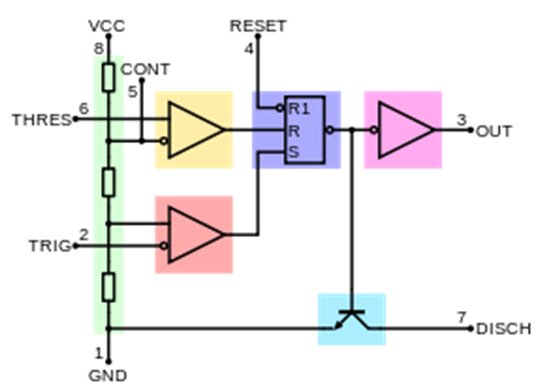 VCC
8
RESET
4
CONT
5
THRES 6
R1
R
S
3 OUT
TRIG 2
7 DISCH
1
GND